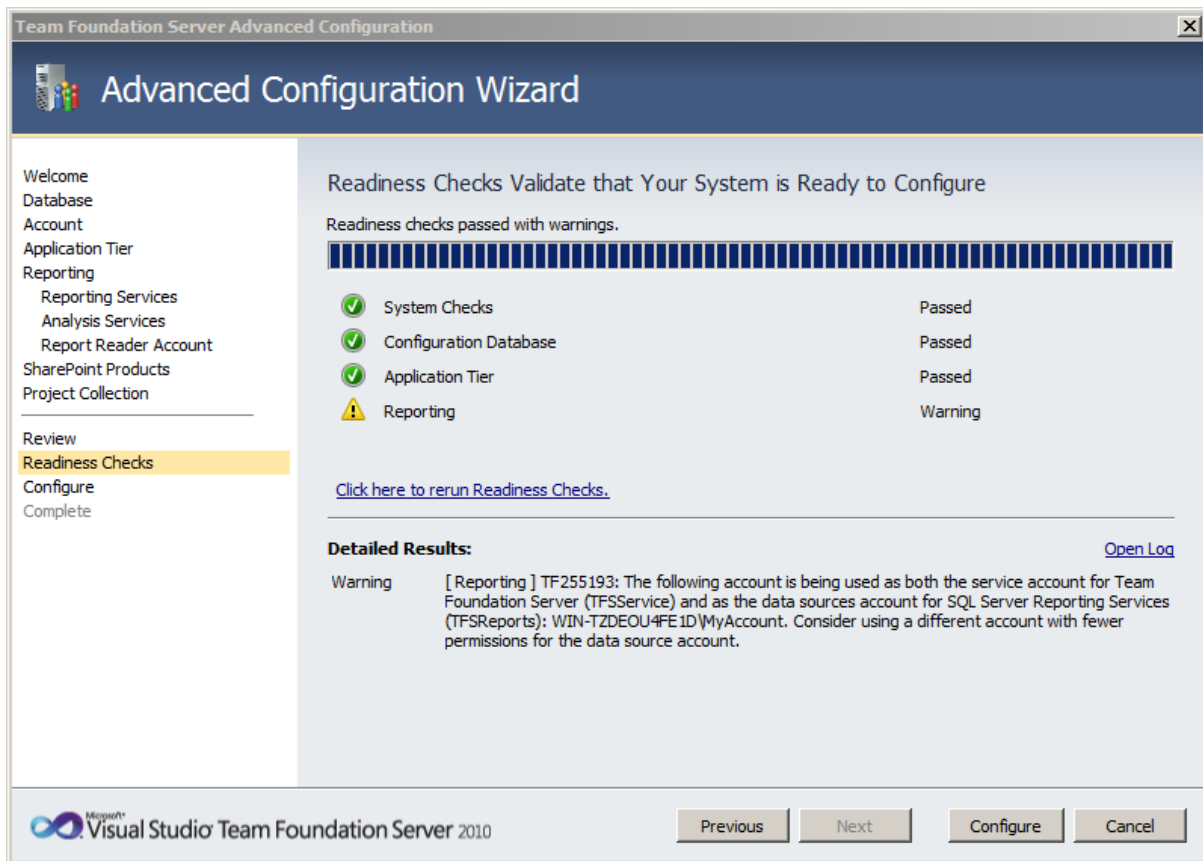 Team Foundation Server Advanced Configuration
Advanced Configuration Wizard
Welcome
Database
Account
Application Tier
Reporting
Reporting Services
Analysis Services
Report Reader Account
SharePoint Products
Project Collection
Review
Readiness Checks
Configure
Complete
Readiness Checks Validate that Your System is Ready to Configure
Readiness checks passed with warnings.
System Checks Passed
Configuration Database Passed
Application Tier Passed
Reporting Warning
Click here to rerun Readiness Checks.
Detailed Results: Open Log
Warning [ Reporting ] TF255193: The following account is being used as both the service account for Team
Foundation Server (TFSService) and as the data sources account for SQL Server Reporting Services
(TFSReports): WIN-TZDEOU4FE1D\MyAccount. Consider using a different account with fewer
permissions for the data source account.
Microsoft®
Visual Studio Team Foundation Server 2010
Previous Next Configure Cancel